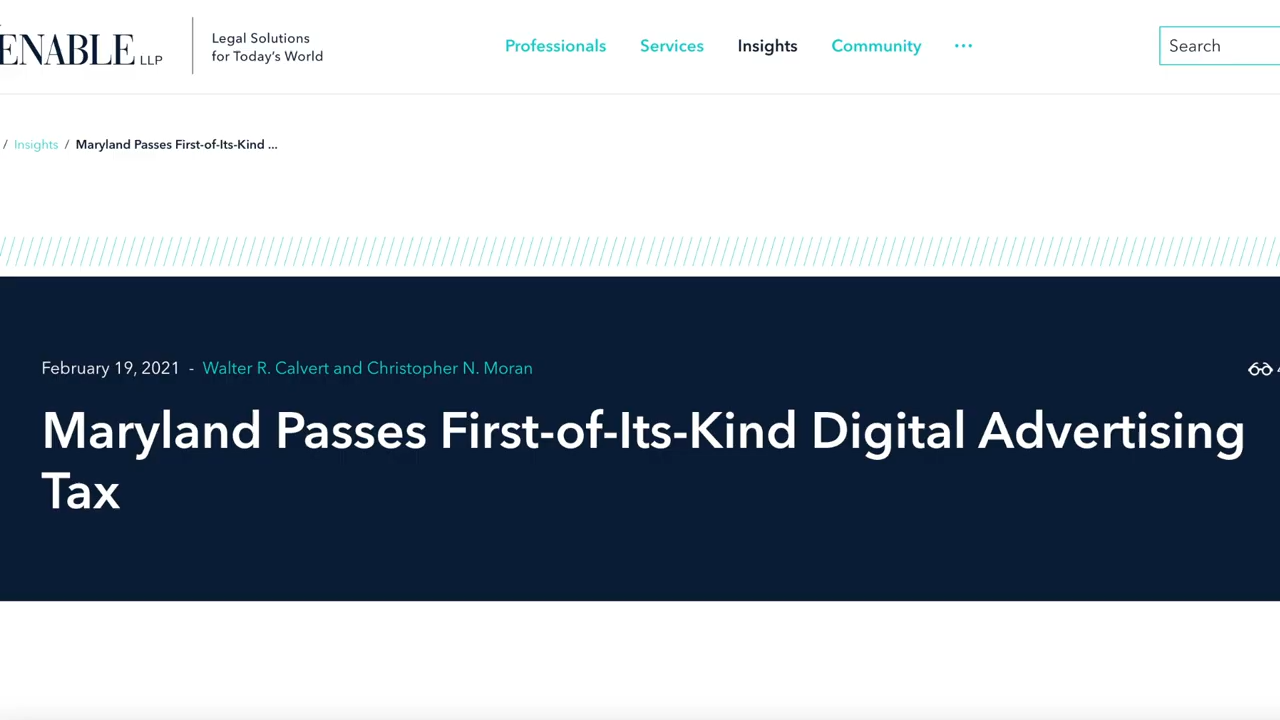 ENABLE LLP
Legal Solutions
for Today's World
Professionals
Services
Insights
Community
...
Search
/ Insights / Maryland Passes First-of-Its-Kind ...
February 19, 2021 - Walter R. Calvert and Christopher N. Moran
Maryland Passes First-of-Its-Kind Digital Advertising
Tax